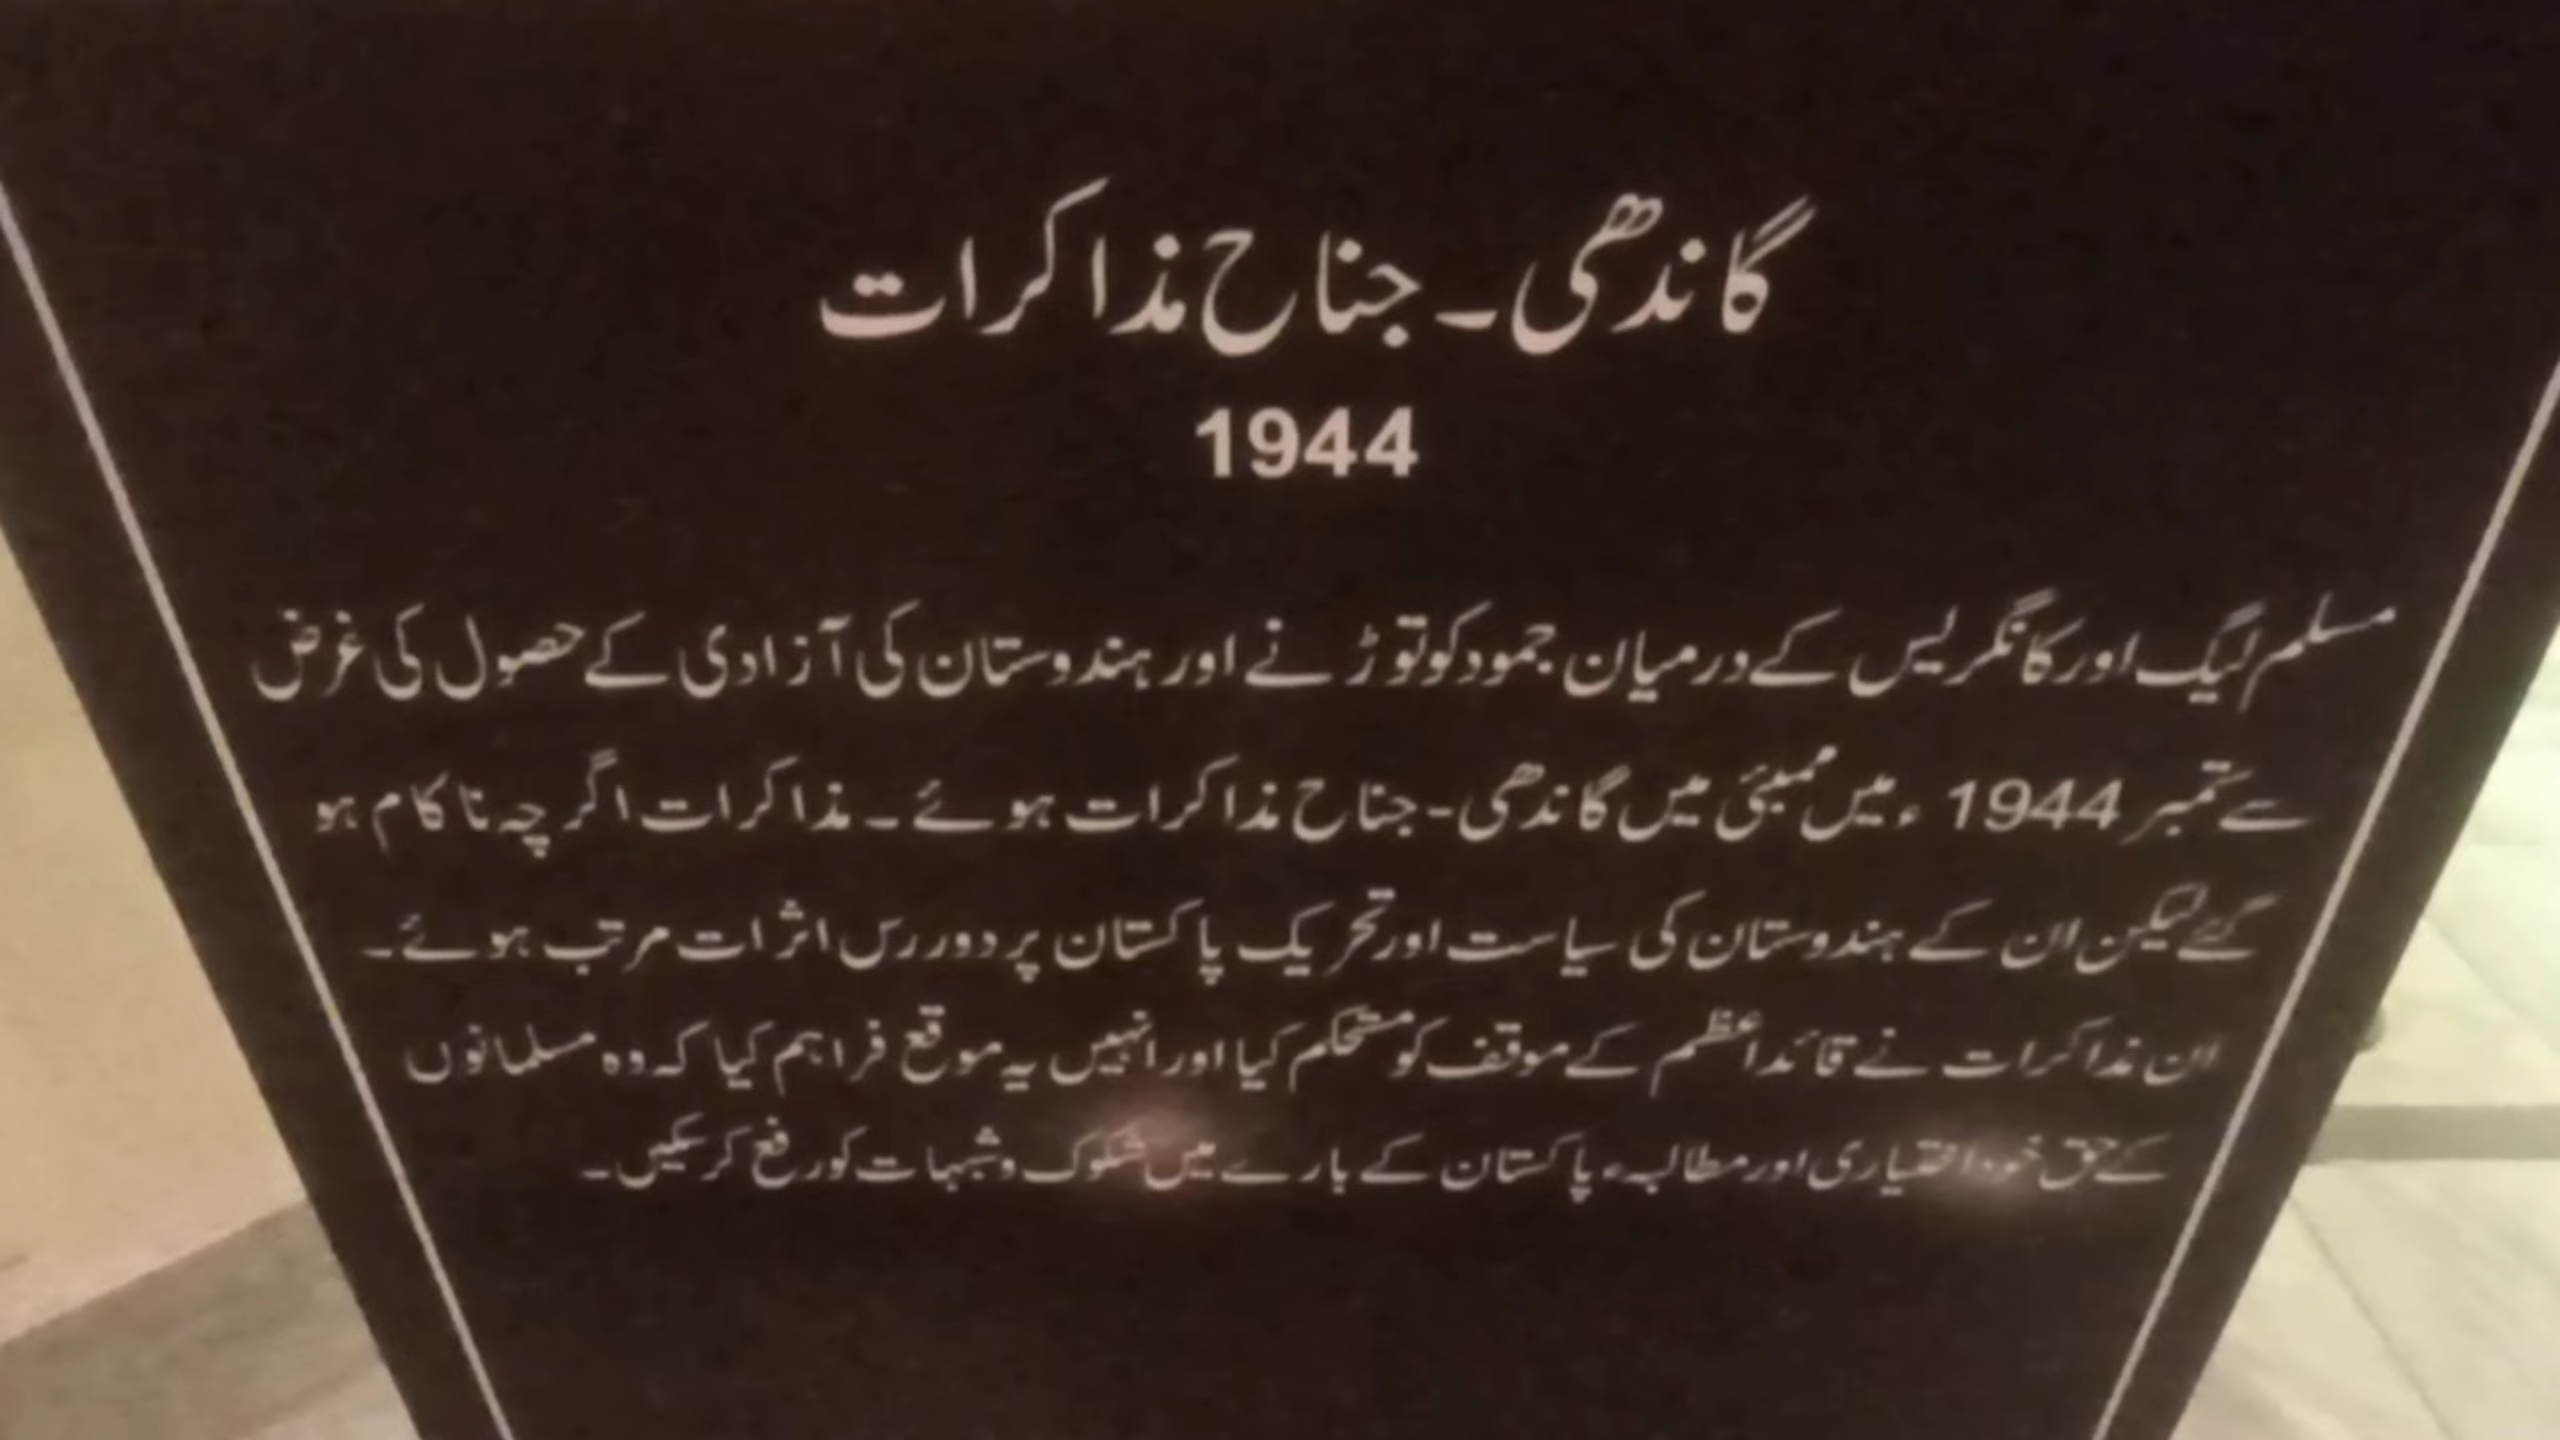 گاندھی۔ جناح مذاکرات
1944
مسلم لیگ اور کانگریس کے درمیان جمود کو توڑنے اور ہندوستان کی آزادی کے حصول کی غرض
سے ستمبر 1944ء میں ممبئی میں گاندھی-جناح مذاکرات ہوئے۔ مذاکرات اگرچہ ناکام ہو
گئے لیکن ان کے ہندوستان کی سیاست اور تحریک پاکستان پر دوررس اثرات مرتب ہوئے۔
ان مذاکرات نے قائداعظم کے موقف کو مستحکم کیا اور انہیں یہ موقع فراہم کیا کہ وہ مسلمانوں
کے حق خود اختیاری اور مطالبہء پاکستان کے بارے میں شکوک و شبہات کو رفع کر سکیں۔